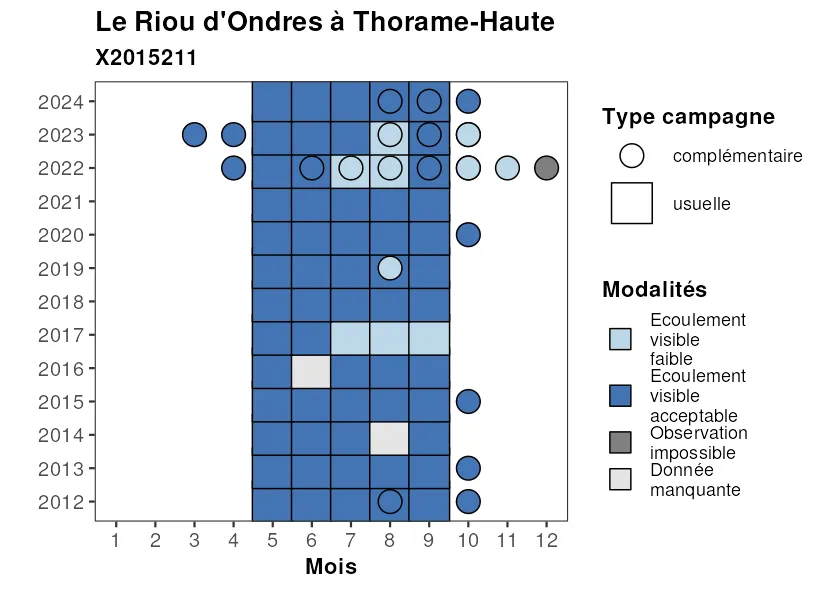 Le Riou d'Ondres à Thorame-Haute
X2015211
2024
2023
2022
2021
2020
2019
2018
2017
2016
2015
2014
2013
2012
1 2 3 4 5 6 7 8 9 10 11 12
Mois
Type campagne
complémentaire
usuelle
Modalités
Ecoulement
visible
faible
Ecoulement
visible
acceptable
Observation
impossible
Donnée
manquante